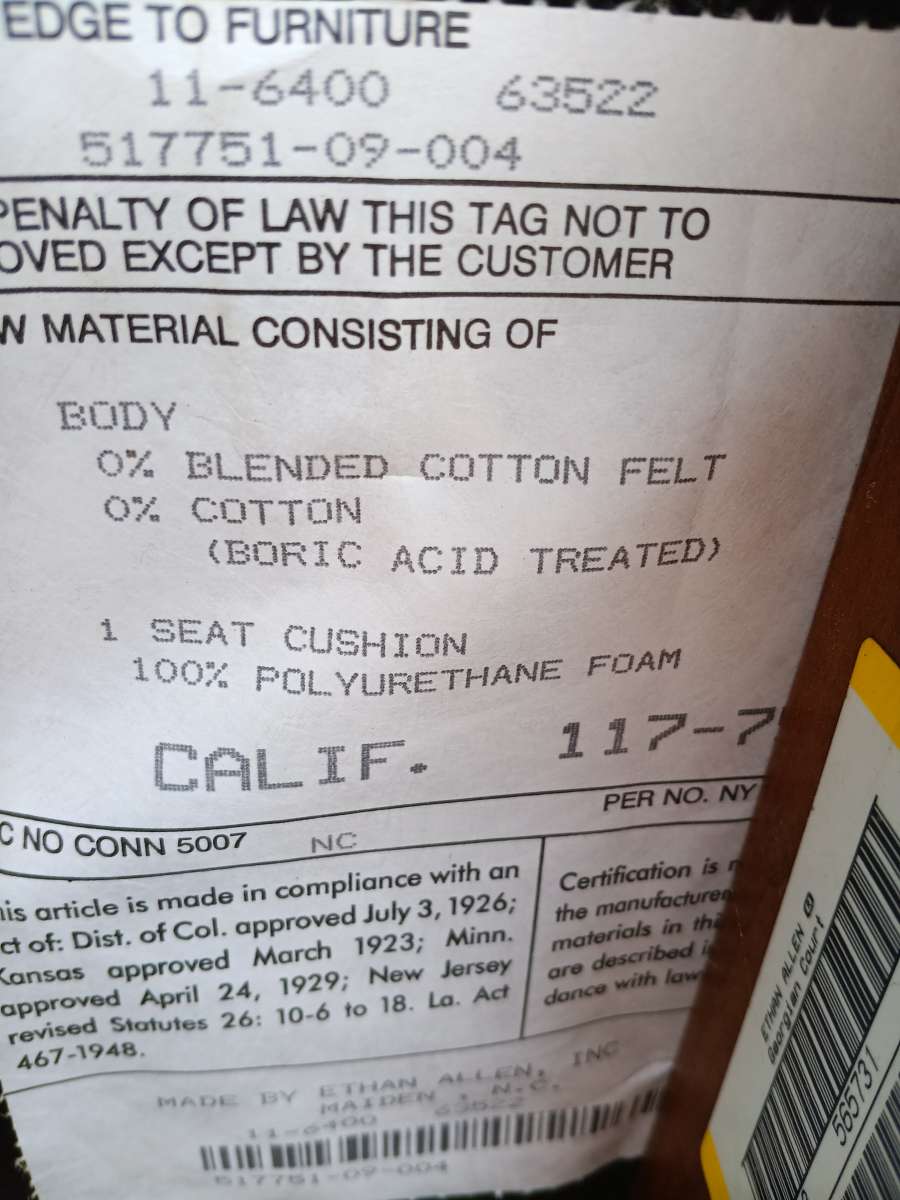 EDGE TO FURNITURE
11-6400 63522
517751-09-004
PENALTY OF LAW THIS TAG NOT TO
OVED EXCEPT BY THE CUSTOMER
W MATERIAL CONSISTING OF
BODY
0% BLENDED COTTON FELT
0% COTTON
(BORIC ACID TREATED)
1 SEAT CUSHION
100% POLYURETHANE FOAM
CALIF. 117-7
C NO CONN 5007 NC PER NO. NY
his article is made in compliance with an
ct of: Dist. of Col. approved July 3, 1926;
Kansas approved March 1923; Minn.
approved April 24, 1929; New Jersey
revised Statutes 26: 10-6 to 18. La. Act
467-1948.
Certification is
the manufacturer
materials in the
are described i
dance with law
MADE BY ETHAN ALLEN, INC
MAIDEN , N.C.
11-6400 63522
517751-09-004
ETHAN ALLEN ®
Georgian Court
565731